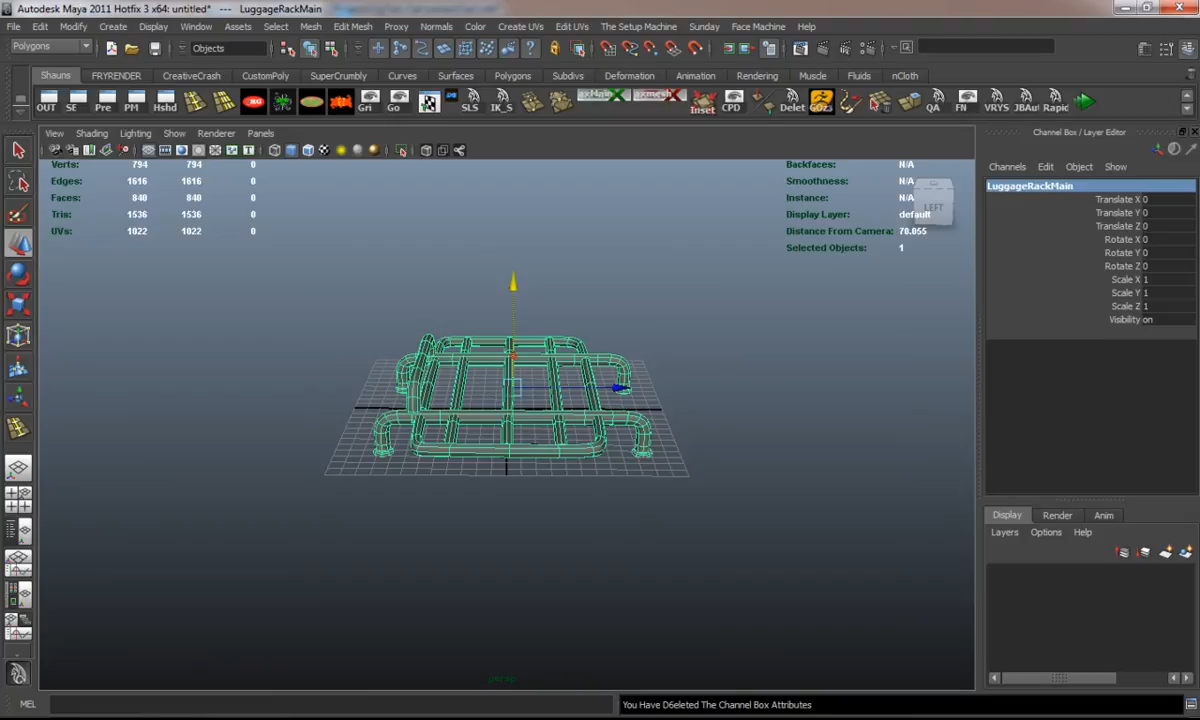 Autodesk Maya 2011 Hotfix 3 x64: untitled* --- LuggageRackMain
File Edit Modify Create Display Window Assets Select Mesh Edit Mesh Proxy Normals Color Create UVs Edit UVs The Setup Machine Sunday Face Machine Help
Polygons Objects
Shauns FRYRENDER CreativeCrash CustomPoly SuperCrumbly Curves Surfaces Polygons Subdivs Deformation Animation Rendering Muscle Fluids nCloth
OUT SE Pre PM Hshd Gri Go SLS IK_S Inset CPD Delet GOz3 QA FN VRYS JBAut Rapic
View Shading Lighting Show Renderer Panels
Channel Box / Layer Editor
Channels Edit Object Show
Verts: 794 794 0
Edges: 1616 1616 0
Faces: 840 840 0
Tris: 1536 1536 0
UVs: 1022 1022 0
Backfaces: N/A
Smoothness: N/A
Instance: N/A
Display Layer: default
Distance From Camera: 70.055
Selected Objects: 1
LEFT
LuggageRackMain
Translate X 0
Translate Y 0
Translate Z 0
Rotate X 0
Rotate Y 0
Rotate Z 0
Scale X 1
Scale Y 1
Scale Z 1
Visibility on
Display Render Anim
Layers Options Help
persp
MEL
You Have D6eleted The Channel Box Attributes